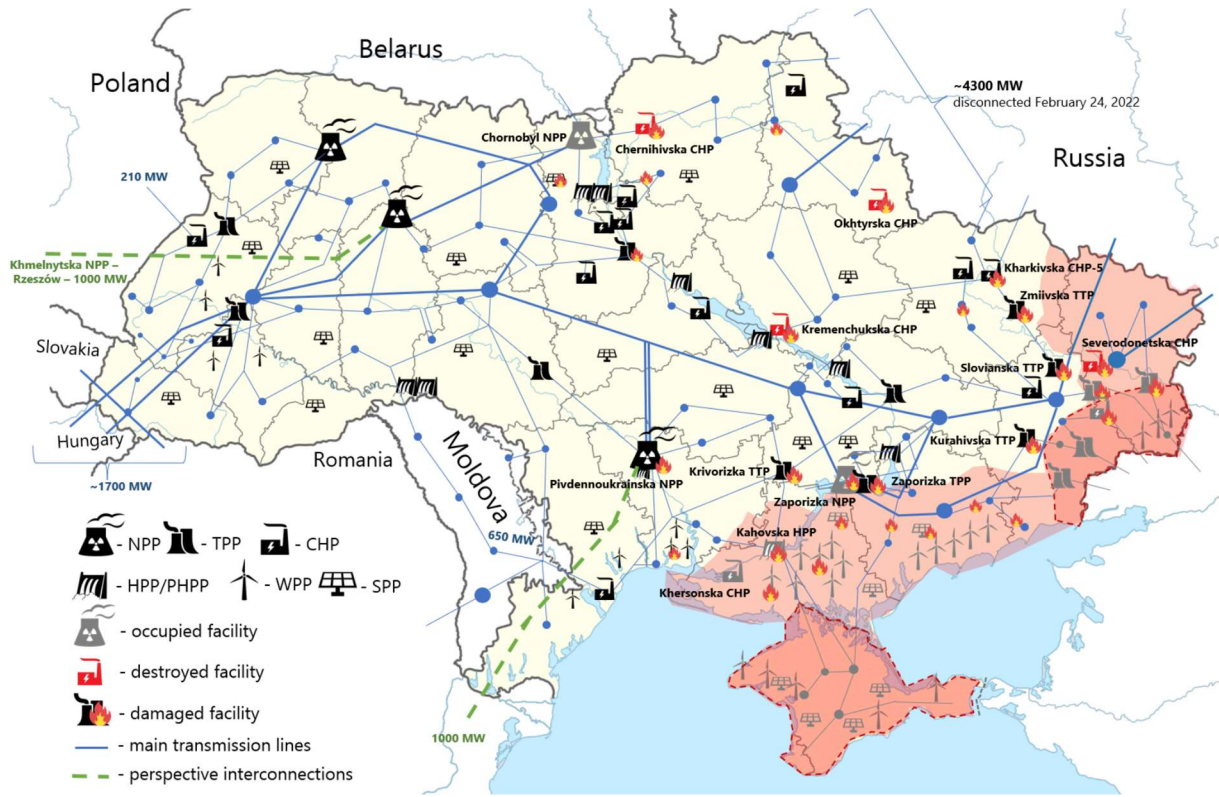 Belarus
Poland
~4300 MW
disconnected February 24, 2022
Chornobyl NPP
Chernihivska CHP
Russia
210 MW
Okhtyrska CHP
Khmelnytska NPP –
Rzeszów – 1000 MW
Kharkivska CHP-5
Zmiivska TTP
Kremenchukska CHP
Severodonetska CHP
Slovakia
Slovianska TTP
Hungary
Romania
Moldova
Kurahivska TTP
~1700 MW
Pivdennoukrainska NPP
Krivorizka TTP
Zaporizka NPP
Zaporizka TPP
650 MW
Kahovska HPP
Khersonska CHP
- NPP
- TPP
- CHP
- HPP/PHPP
- WPP
- SPP
- occupied facility
- destroyed facility
- damaged facility
1000 MW
- main transmission lines
- perspective interconnections